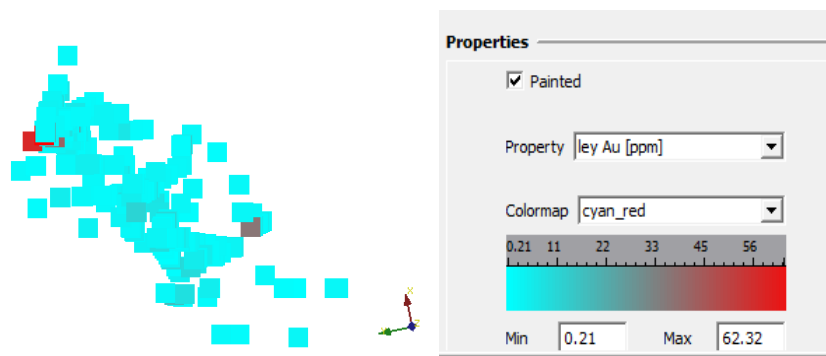 Properties
Painted
Property ley Au [ppm]
Colormap cyan_red
0.21 11 22 33 45 56
Min 0.21 Max 62.32